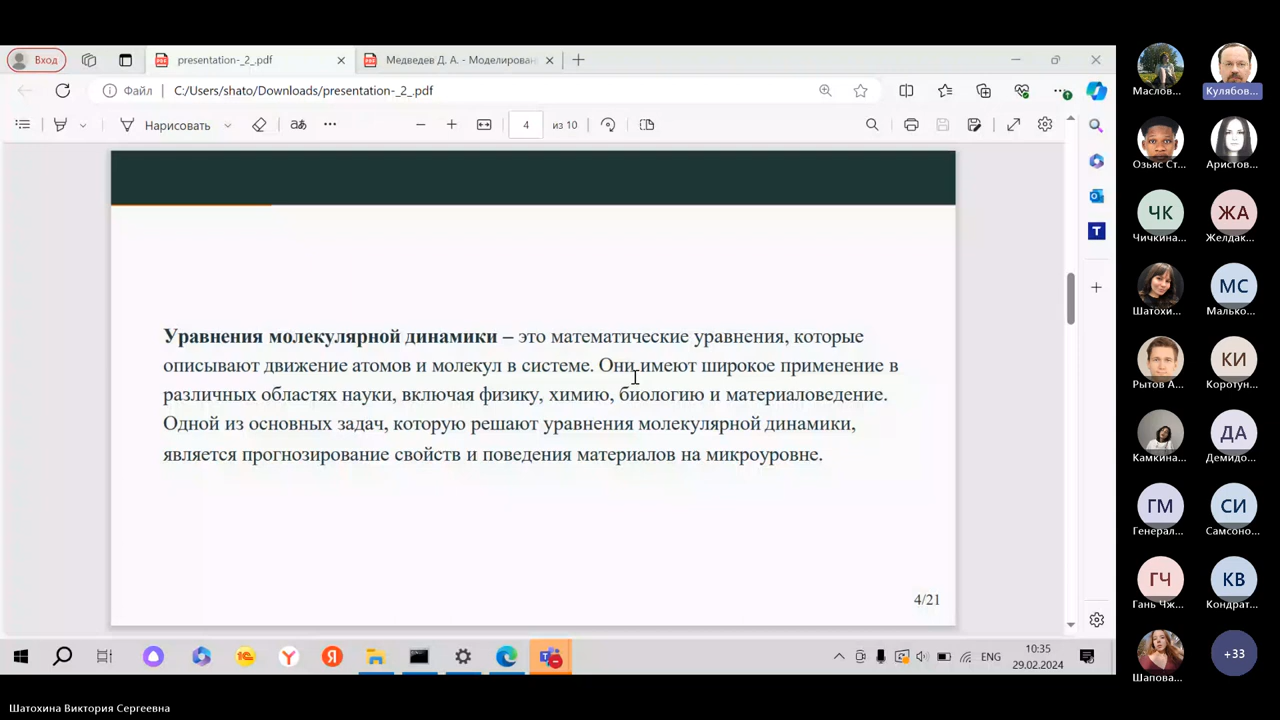 Вход
presentation-_2_.pdf
Медведев Д. А. - Моделирован
Файл
C:/Users/shato/Downloads/presentation-_2_.pdf
Нарисовать
аあ
4
из 10
Уравнения молекулярной динамики – это математические уравнения, которые
описывают движение атомов и молекул в системе. Они имеют широкое применение в
различных областях науки, включая физику, химию, биологию и материаловедение.
Одной из основных задач, которую решают уравнения молекулярной динамики,
является прогнозирование свойств и поведения материалов на микроуровне.
4/21
T
ENG
10:35
29.02.2024
Маслов...
Кулябов...
Озьяс Ст...
Аристов...
ЧК
ЖА
Чичкина...
Желдак...
МС
Шатохи...
Малько...
КИ
Рытов А...
Коротун...
ДА
Камкина...
Демидо...
ГМ
СИ
Генерал...
Самсоно...
ГЧ
КВ
Гань Чж...
Кондрат...
+33
Шапова...
Шатохина Виктория Сергеевна